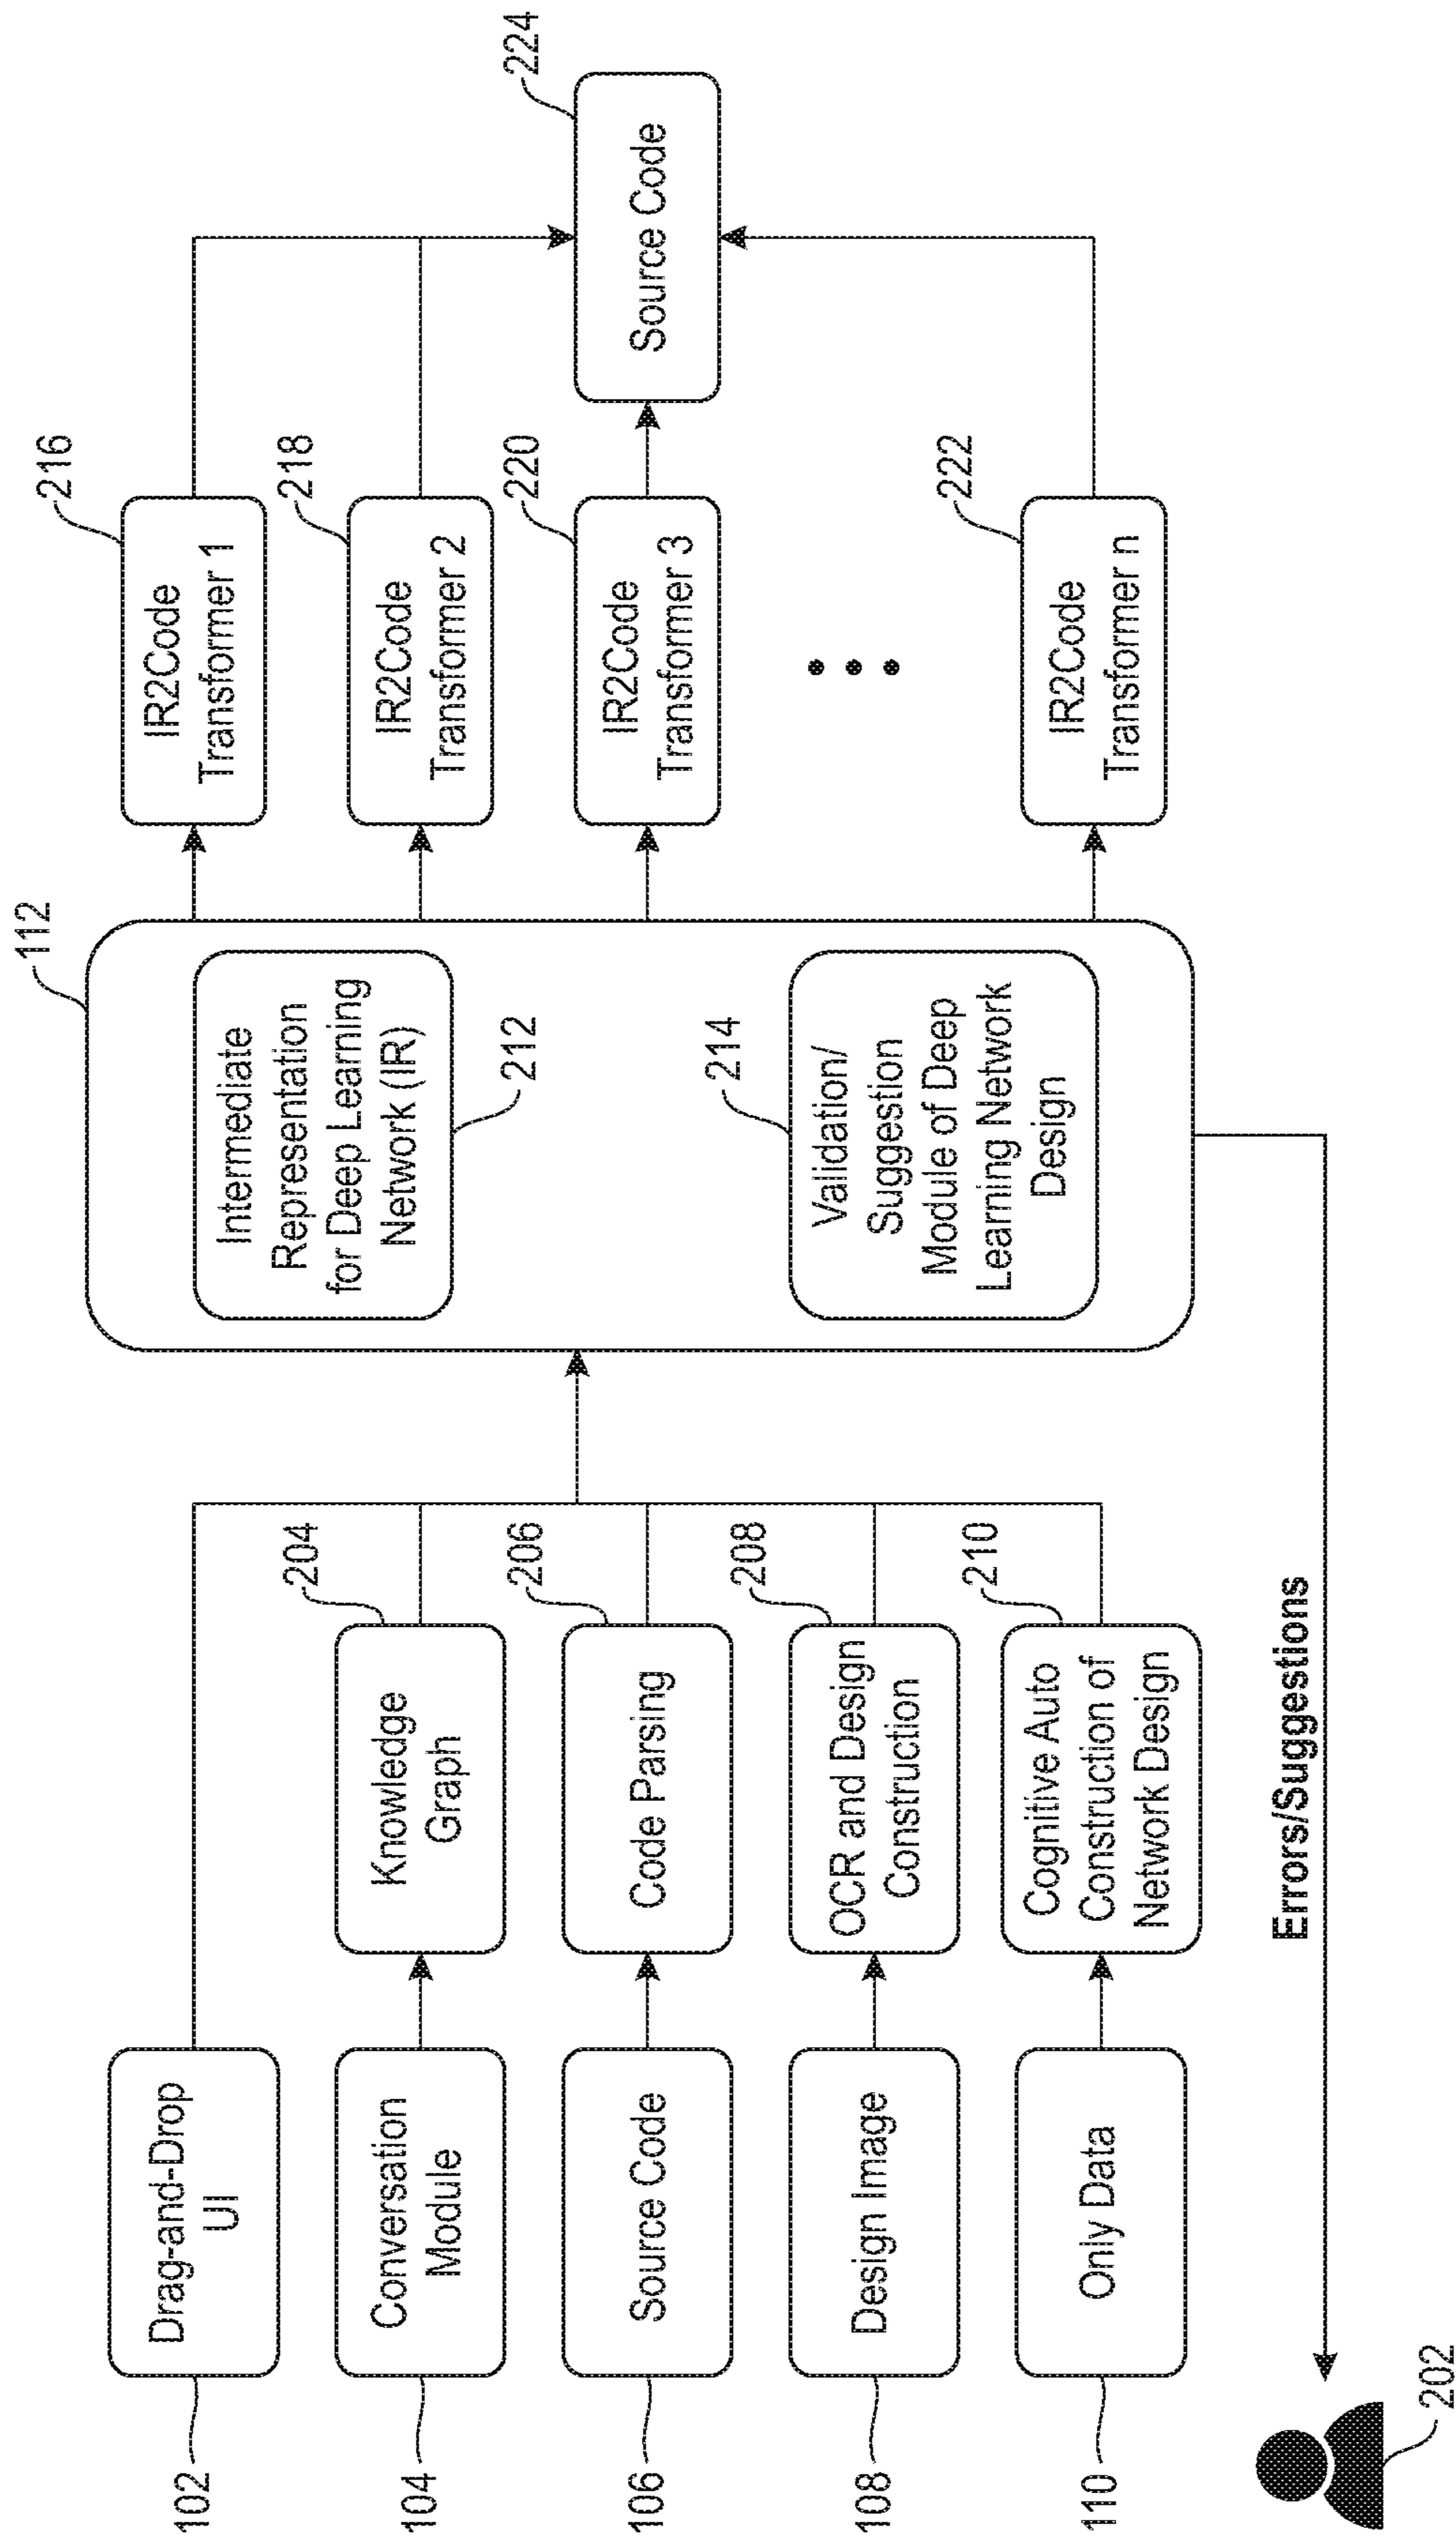 102
Drag-and-Drop
UI
104
Conversation
Module
204
Knowledge
Graph
106
Source Code
206
Code Parsing
108
Design Image
208
OCR and Design
Construction
110
Only Data
210
Cognitive Auto
Construction of
Network Design
112
Intermediate
Representation
for Deep Learning
Network (IR)
212
214
Validation/
Suggestion
Module of Deep
Learning Network
Design
216
IR2Code
Transformer 1
218
IR2Code
Transformer 2
220
IR2Code
Transformer 3
222
IR2Code
Transformer n
224
Source Code
Errors/Suggestions
202